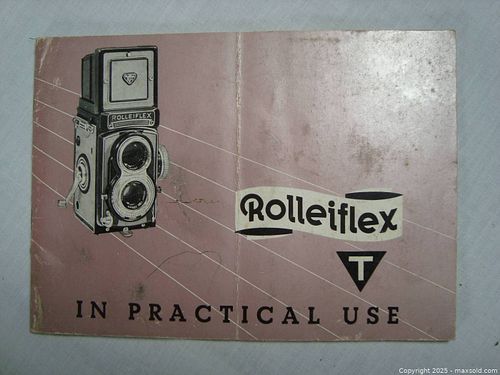 ROLLEIFLEX
Rolleiflex
T
IN PRACTICAL USE
Copyright 2025 - maxsold.com